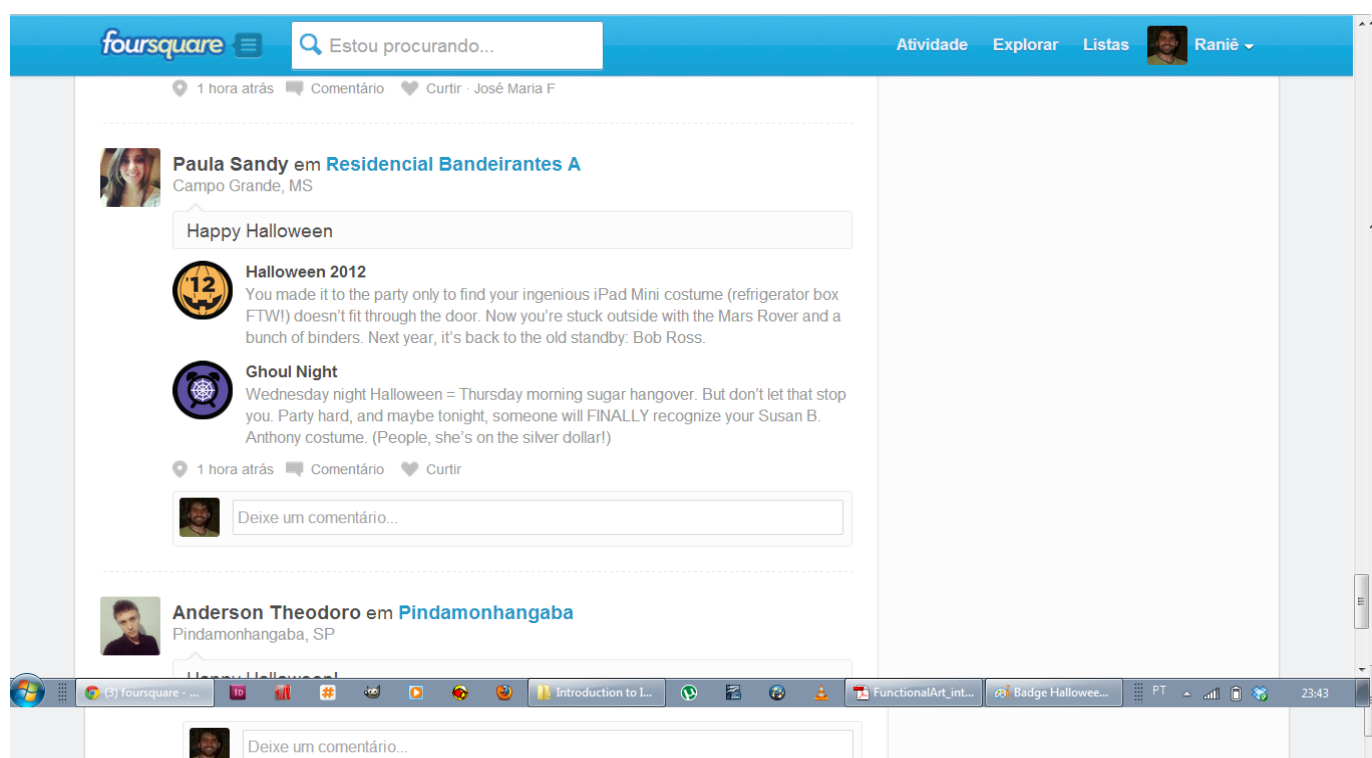 foursquare
Estou procurando...
Atividade Explorar Listas Raniê
1 hora atrás Comentário Curtir · José Maria F
Paula Sandy em Residencial Bandeirantes A
Campo Grande, MS
Happy Halloween
'12
Halloween 2012
You made it to the party only to find your ingenious iPad Mini costume (refrigerator box
FTW!) doesn't fit through the door. Now you're stuck outside with the Mars Rover and a
bunch of binders. Next year, it's back to the old standby: Bob Ross.
Ghoul Night
Wednesday night Halloween = Thursday morning sugar hangover. But don't let that stop
you. Party hard, and maybe tonight, someone will FINALLY recognize your Susan B.
Anthony costume. (People, she's on the silver dollar!)
1 hora atrás Comentário Curtir
Deixe um comentário...
Anderson Theodoro em Pindamonhangaba
Pindamonhangaba, SP
Happy Halloween!
(3) foursquare - ... ID # Introduction to I... FunctionalArt_int... Badge Hallowee... PT 23:43
Deixe um comentário...